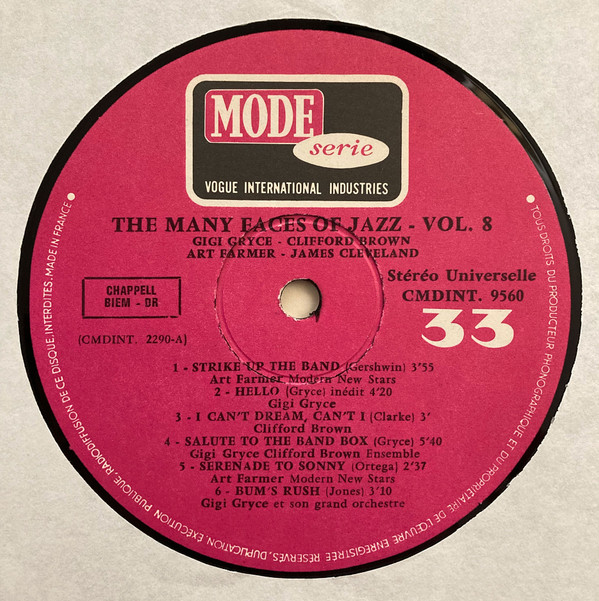 MODE
serie
VOGUE INTERNATIONAL INDUSTRIES
THE MANY FACES OF JAZZ - VOL. 8
GIGI GRYCE - CLIFFORD BROWN
ART FARMER - JAMES CLEVELAND
CHAPPELL
BIEM - DR
(CMDINT. 2290-A)
Stéréo Universelle
CMDINT. 9560
33
1 - STRIKE UP THE BAND (Gershwin) 3'55
Art Farmer Modern New Stars
2 - HELLO (Gryce) inédit 4'20
Gigi Gryce
3 - I CAN'T DREAM, CAN'T I (Clarke) 3'
Clifford Brown
4 - SALUTE TO THE BAND BOX (Gryce) 5'40
Gigi Gryce Clifford Brown Ensemble
5 - SERENADE TO SONNY (Ortega) 2'37
Art Farmer Modern New Stars
6 - BUM'S RUSH (Jones) 3'10
Gigi Gryce et son grand orchestre
• TOUS DROITS DU PRODUCTEUR PHONOGRAPHIQUE ET DU PROPRIETAIRE DE L'ŒUVRE ENREGISTRÉE RÉSERVÉS, DUPLICATION, EXÉCUTION PUBLIQUE, RADIODIFFUSION DE CE DISQUE, INTERDITES. MADE IN FRANCE •